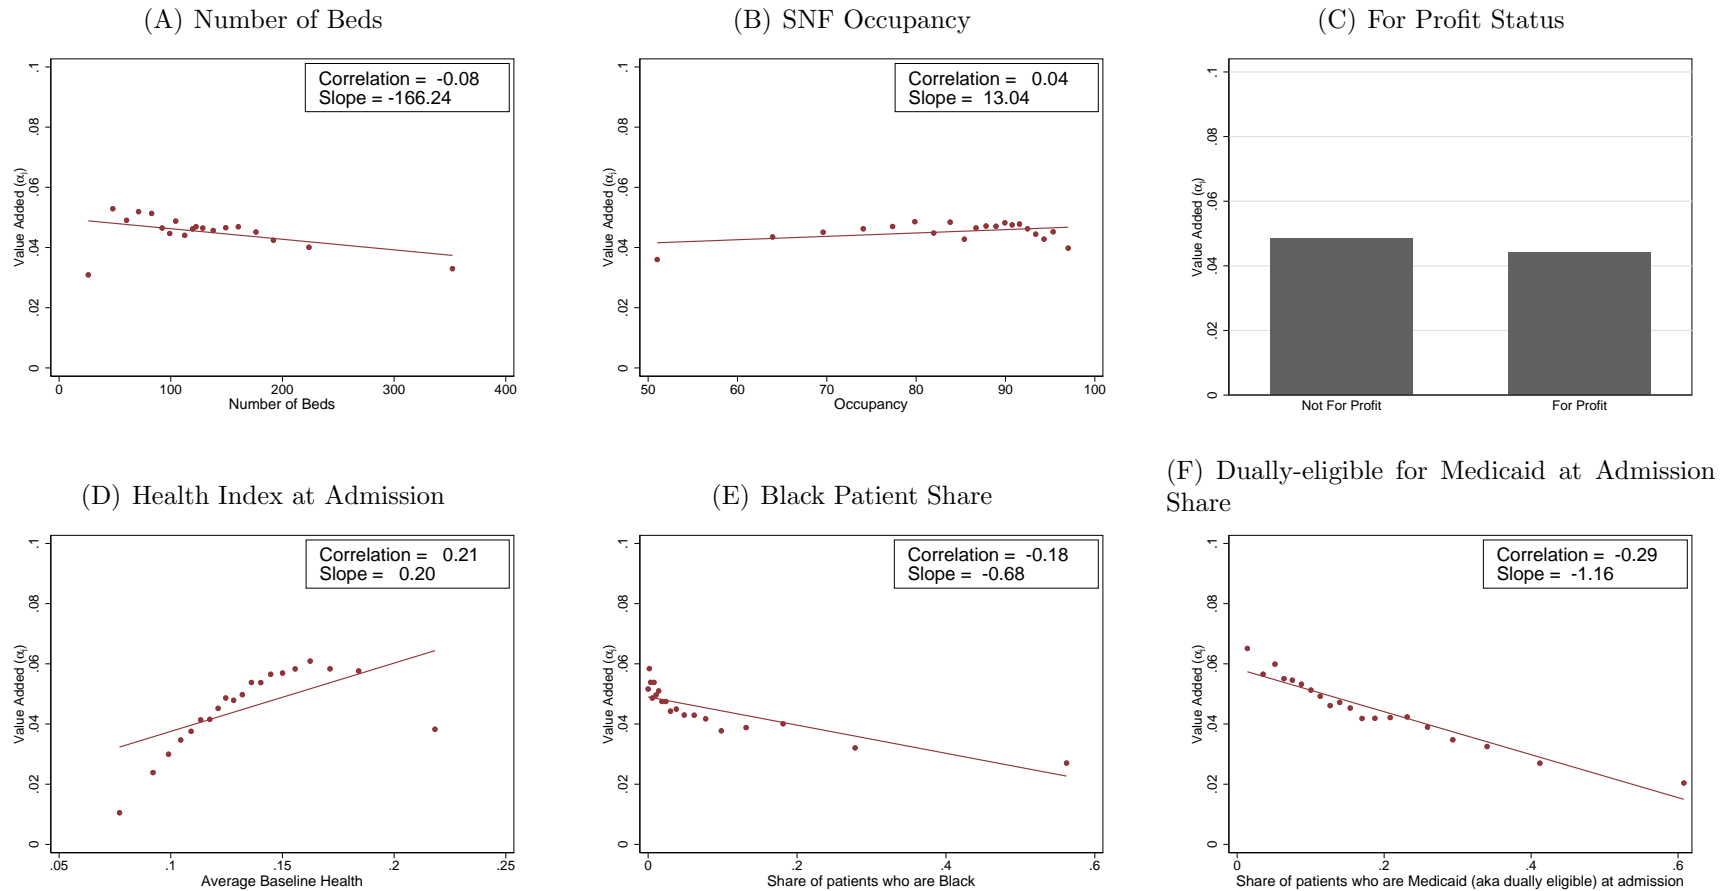 (A) Number of Beds
Correlation = -0.08
Slope = -166.24
Value Added (αj)
0 .02 .04 .06 .08 .1
0 100 200 300 400
Number of Beds
(B) SNF Occupancy
Correlation = 0.04
Slope = 13.04
Value Added (αj)
0 .02 .04 .06 .08 .1
50 60 70 80 90 100
Occupancy
(C) For Profit Status
Value Added (αj)
0 .02 .04 .06 .08 .1
Not For Profit For Profit
(D) Health Index at Admission
Correlation = 0.21
Slope = 0.20
Value Added (αj)
0 .02 .04 .06 .08 .1
.05 .1 .15 .2 .25
Average Baseline Health
(E) Black Patient Share
Correlation = -0.18
Slope = -0.68
Value Added (αj)
0 .02 .04 .06 .08 .1
0 .2 .4 .6
Share of patients who are Black
(F) Dually-eligible for Medicaid at Admission
Share
Correlation = -0.29
Slope = -1.16
Value Added (αj)
0 .02 .04 .06 .08 .1
0 .2 .4 .6
Share of patients who are Medicaid (aka dually eligible) at admission